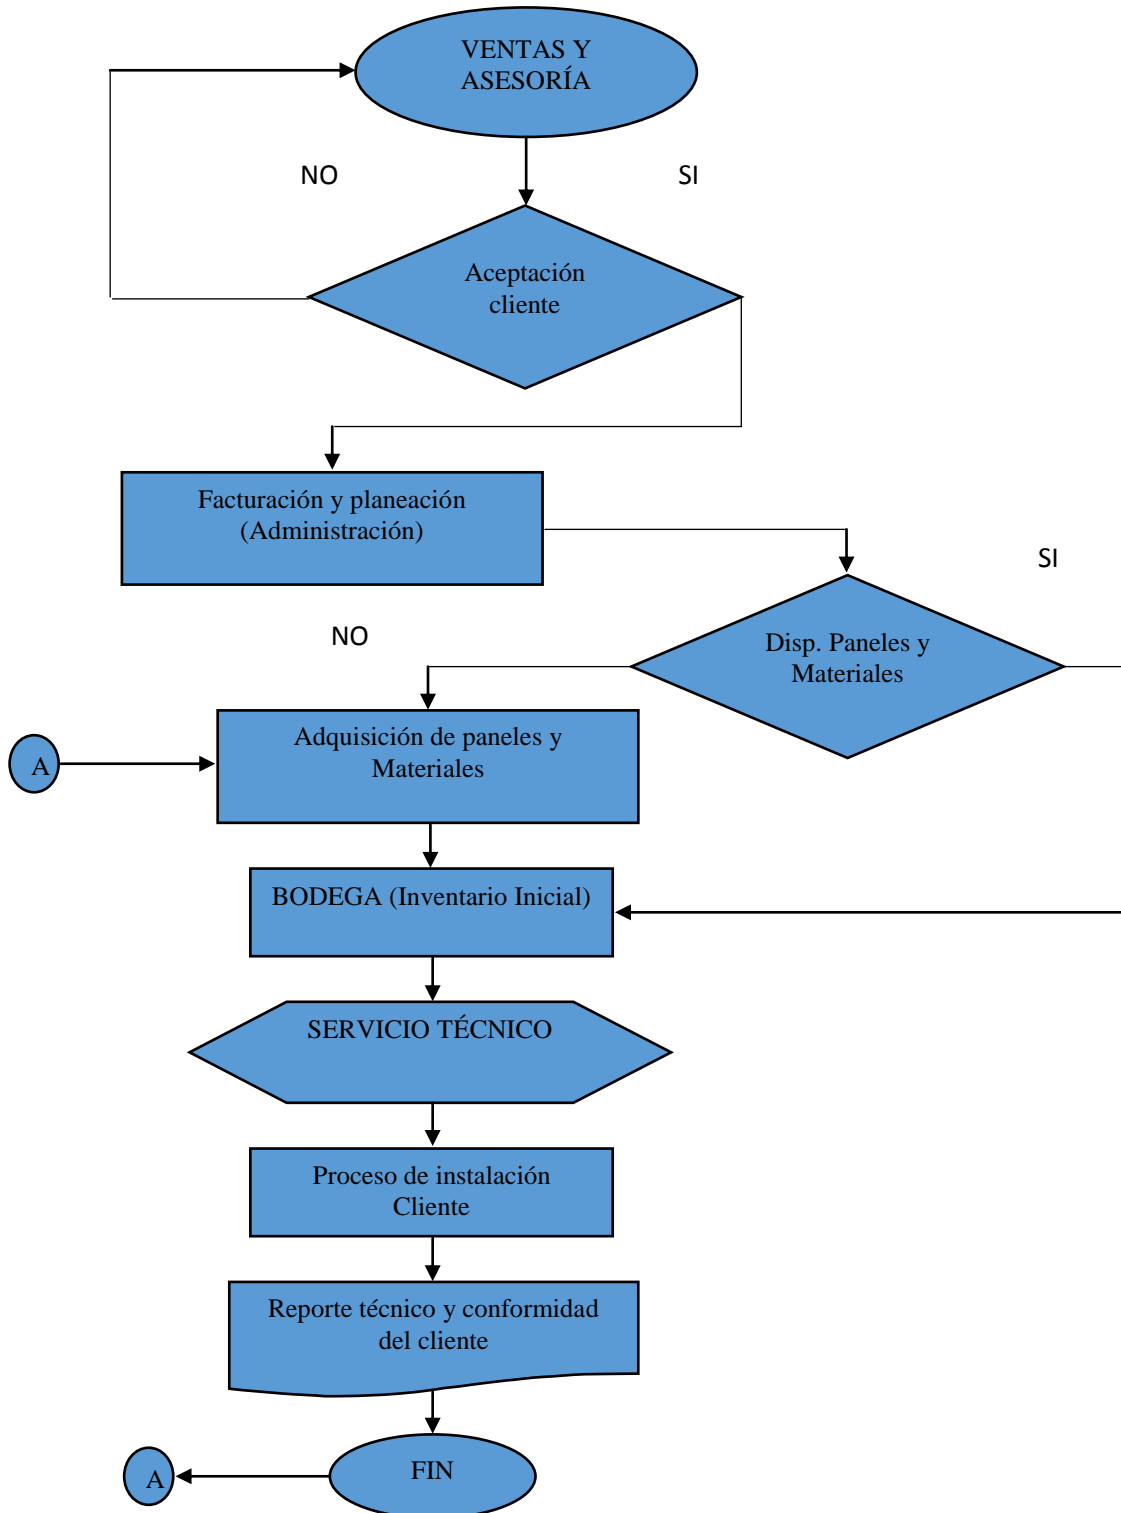 VENTAS Y
ASESORÍA
NO
SI
Aceptación
cliente
Facturación y planeación
(Administración)
SI
NO
Disp. Paneles y
Materiales
Adquisición de paneles y
Materiales
A
BODEGA (Inventario Inicial)
SERVICIO TÉCNICO
Proceso de instalación
Cliente
Reporte técnico y conformidad
del cliente
FIN
A